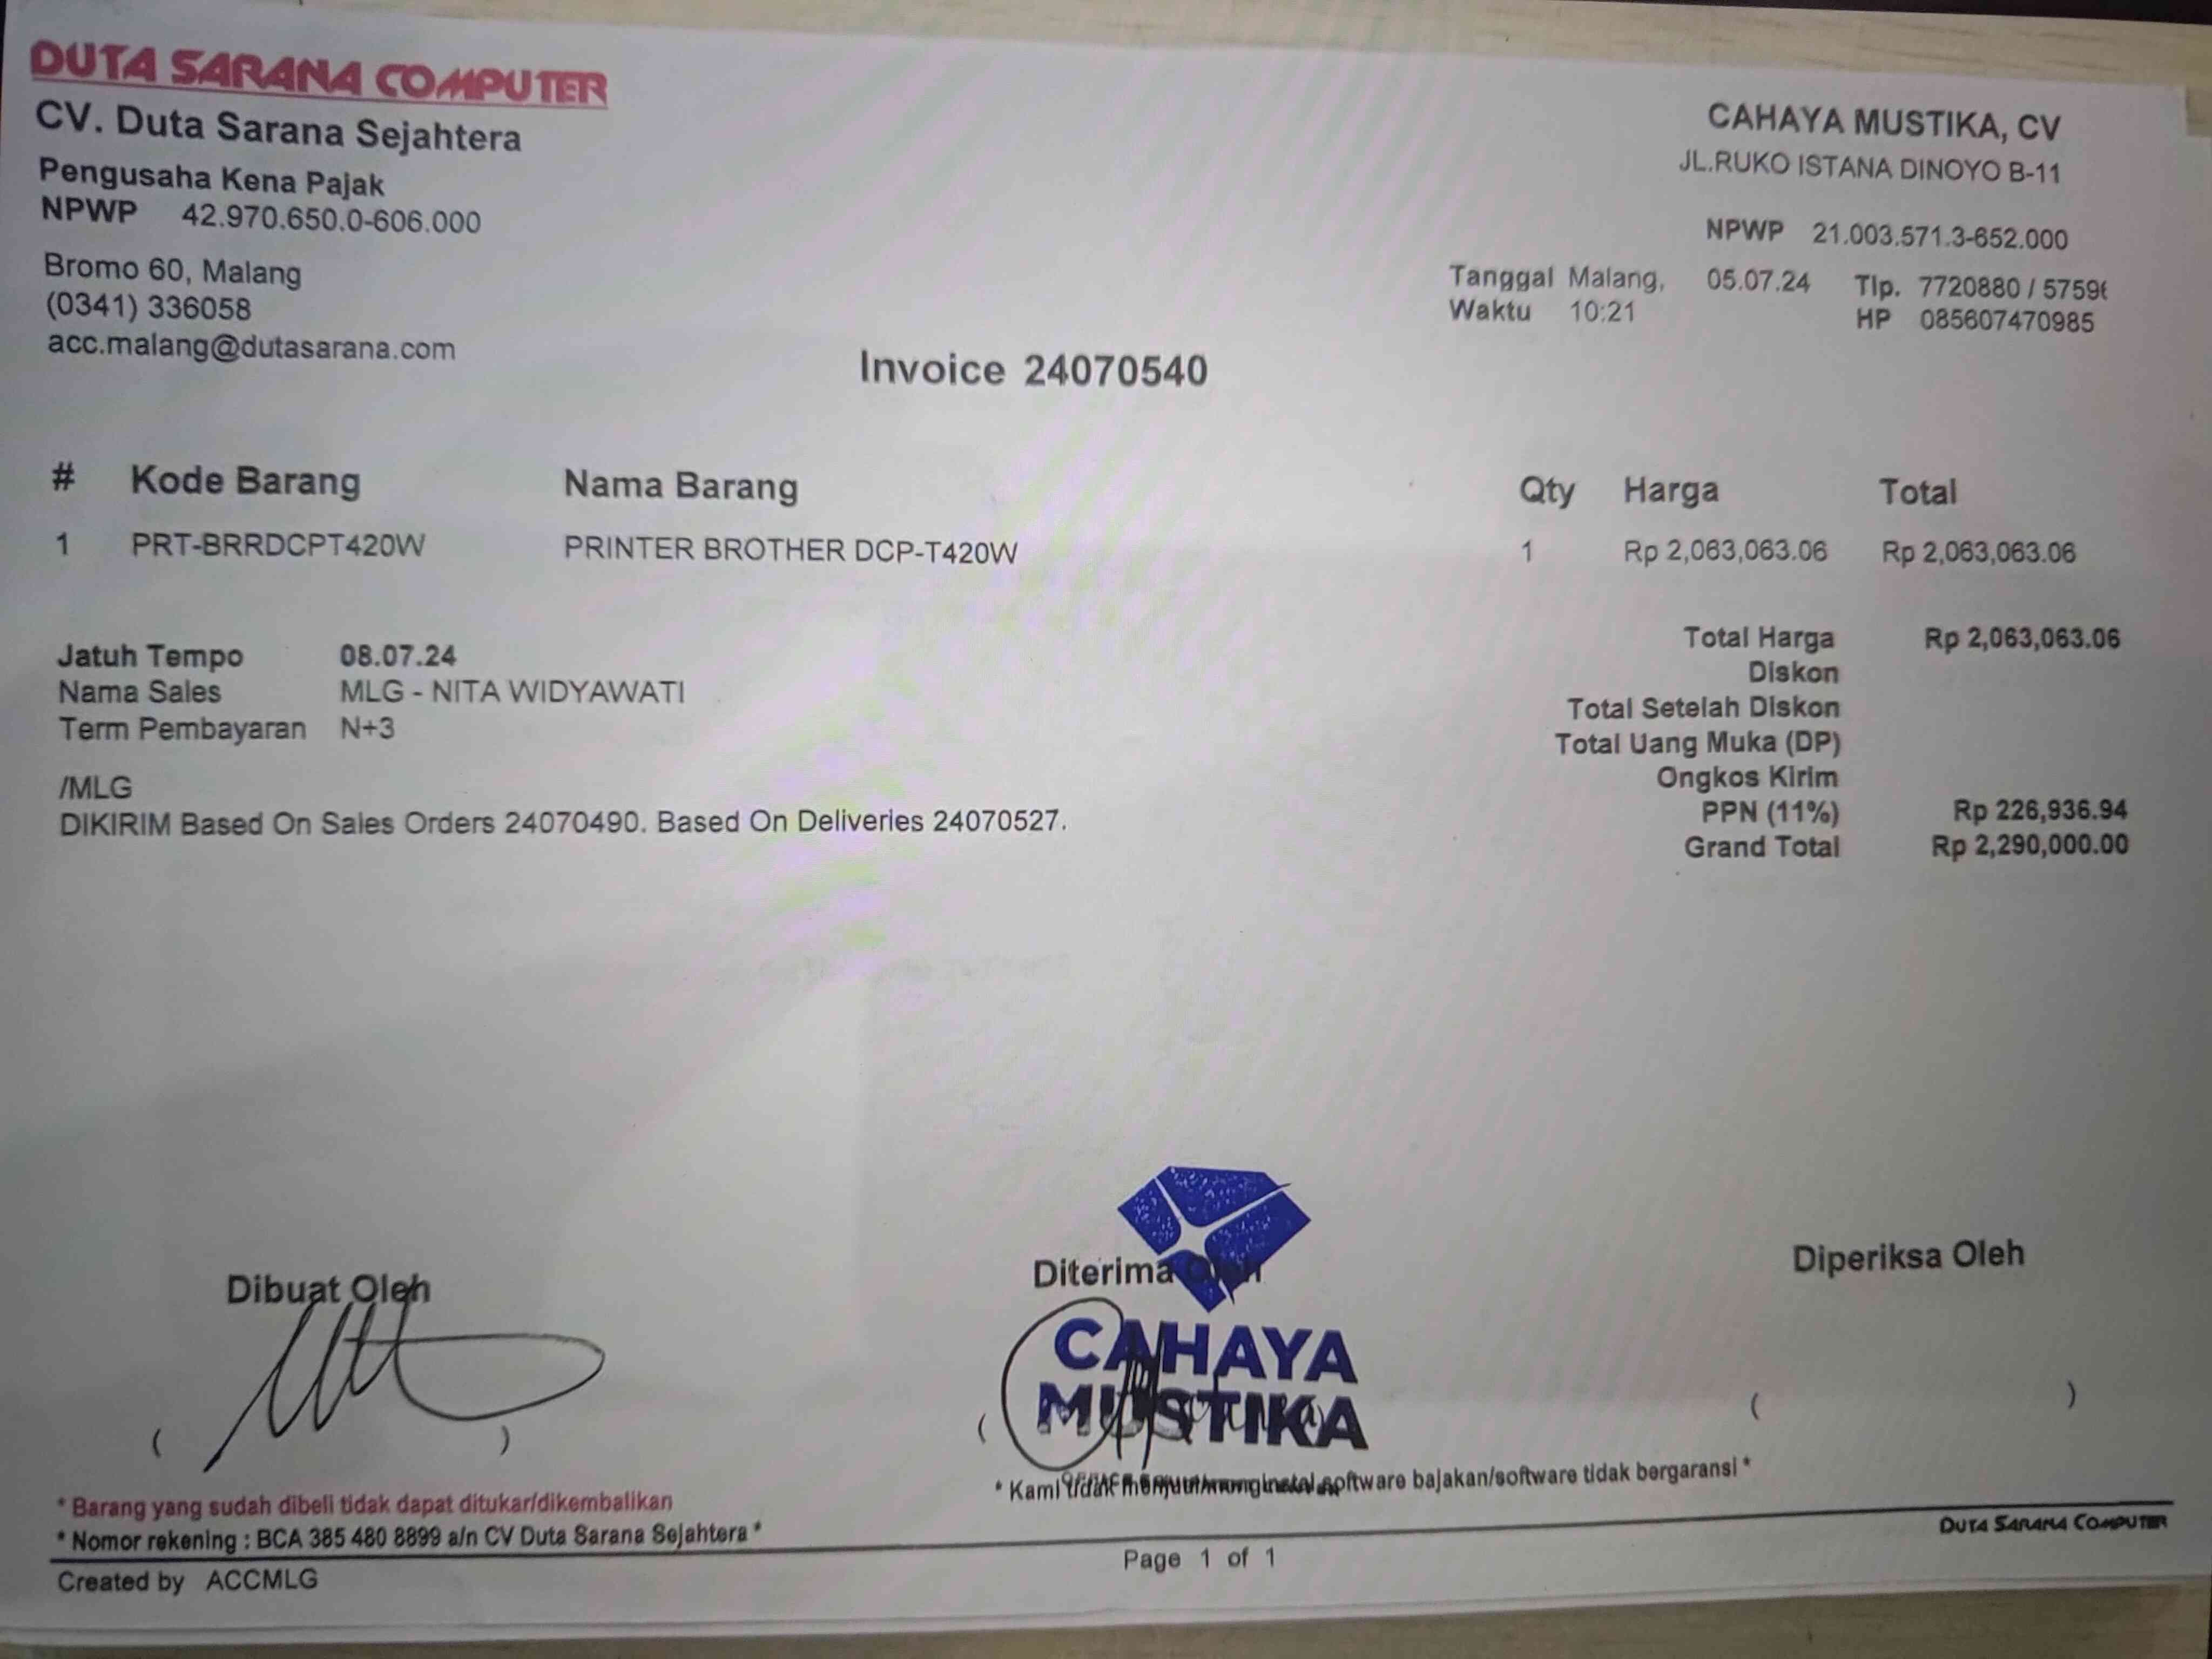 DUTA SARANA COMPUTER
CV. Duta Sarana Sejahtera
Pengusaha Kena Pajak
NPWP 42.970.650.0-606.000
Bromo 60, Malang
(0341) 336058
acc.malang@dutasarana.com
CAHAYA MUSTIKA, CV
JL.RUKO ISTANA DINOYO B-11
NPWP 21.003.571.3-652.000
Tanggal Malang, 05.07.24 Tlp. 7720880 / 5759
Waktu 10:21 HP 085607470985
Invoice 24070540
# Kode Barang Nama Barang Qty Harga Total
1 PRT-BRRDCPT420W PRINTER BROTHER DCP-T420W 1 Rp 2,063,063.06 Rp 2,063,063.06
Jatuh Tempo 08.07.24
Nama Sales MLG - NITA WIDYAWATI
Term Pembayaran N+3
/MLG
DIKIRIM Based On Sales Orders 24070490. Based On Deliveries 24070527.
Total Harga Rp 2,063,063.06
Diskon
Total Setelah Diskon
Total Uang Muka (DP)
Ongkos Kirim
PPN (11%) Rp 226,936.94
Grand Total Rp 2,290,000.00
Dibuat Oleh
Diterima Oleh
Diperiksa Oleh
CAHAYA
MUSTIKA
( ) ( ( )
* Barang yang sudah dibeli tidak dapat ditukar/dikembalikan
* Nomor rekening : BCA 385 480 8899 a/n CV Duta Sarana Sejahtera *
* Kami tidak software bajakan/software tidak bergaransi *
DUTA SARANA COMPUTER
Created by ACCMLG
Page 1 of 1